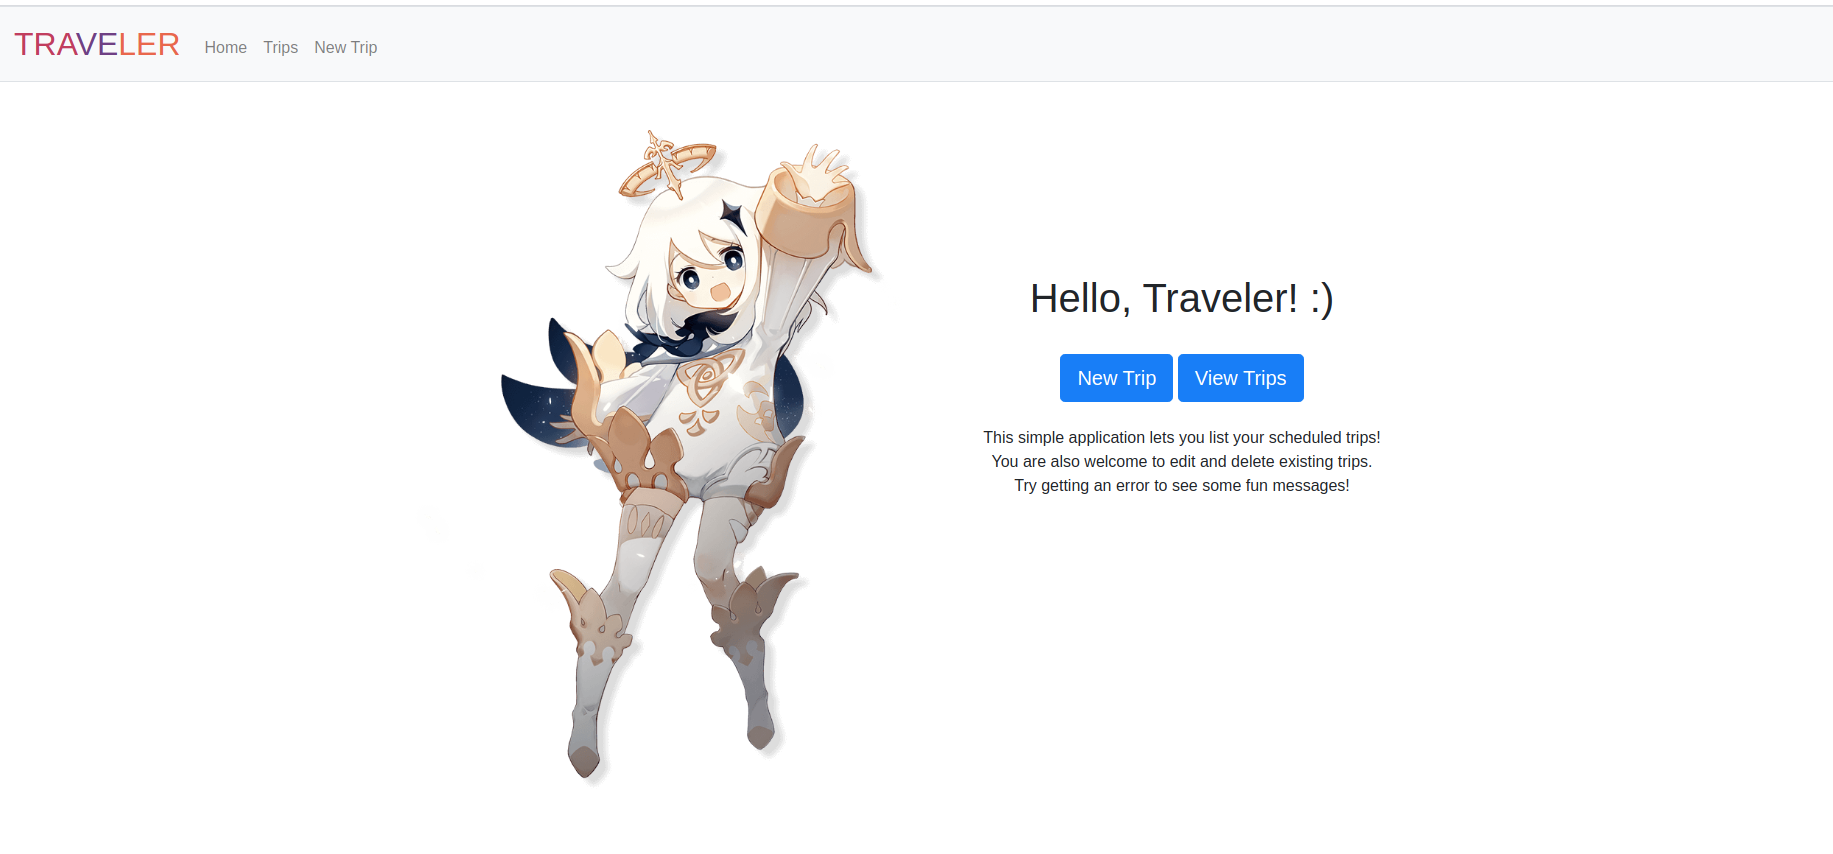 TRAVELER Home Trips New Trip
Hello, Traveler! :)
New Trip View Trips
This simple application lets you list your scheduled trips!
You are also welcome to edit and delete existing trips.
Try getting an error to see some fun messages!